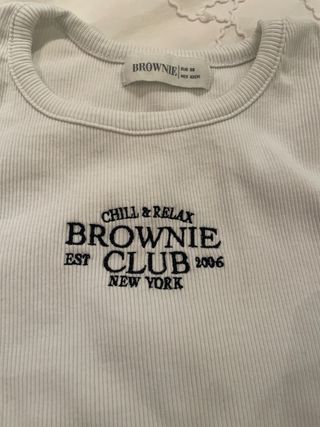 BROWNIE
CHILL & RELAX
BROWNIE
EST CLUB 2006
NEW YORK